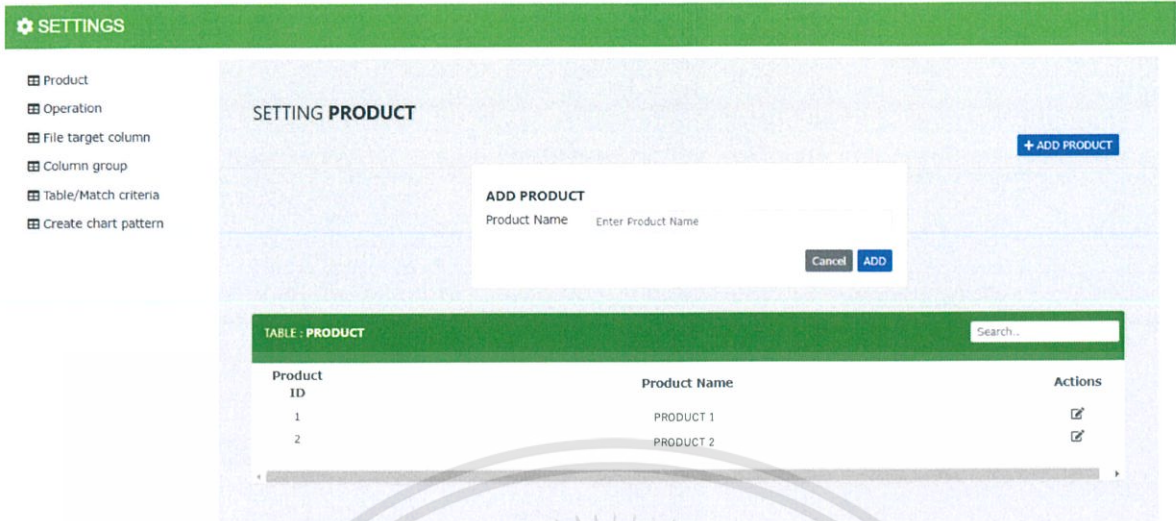 SETTINGS
Product
Operation
File target column
Column group
Table/Match criteria
Create chart pattern
SETTING PRODUCT
+ ADD PRODUCT
ADD PRODUCT
Product Name Enter Product Name
Cancel ADD
TABLE : PRODUCT Search..
Product ID Product Name Actions
1 PRODUCT 1
2 PRODUCT 2